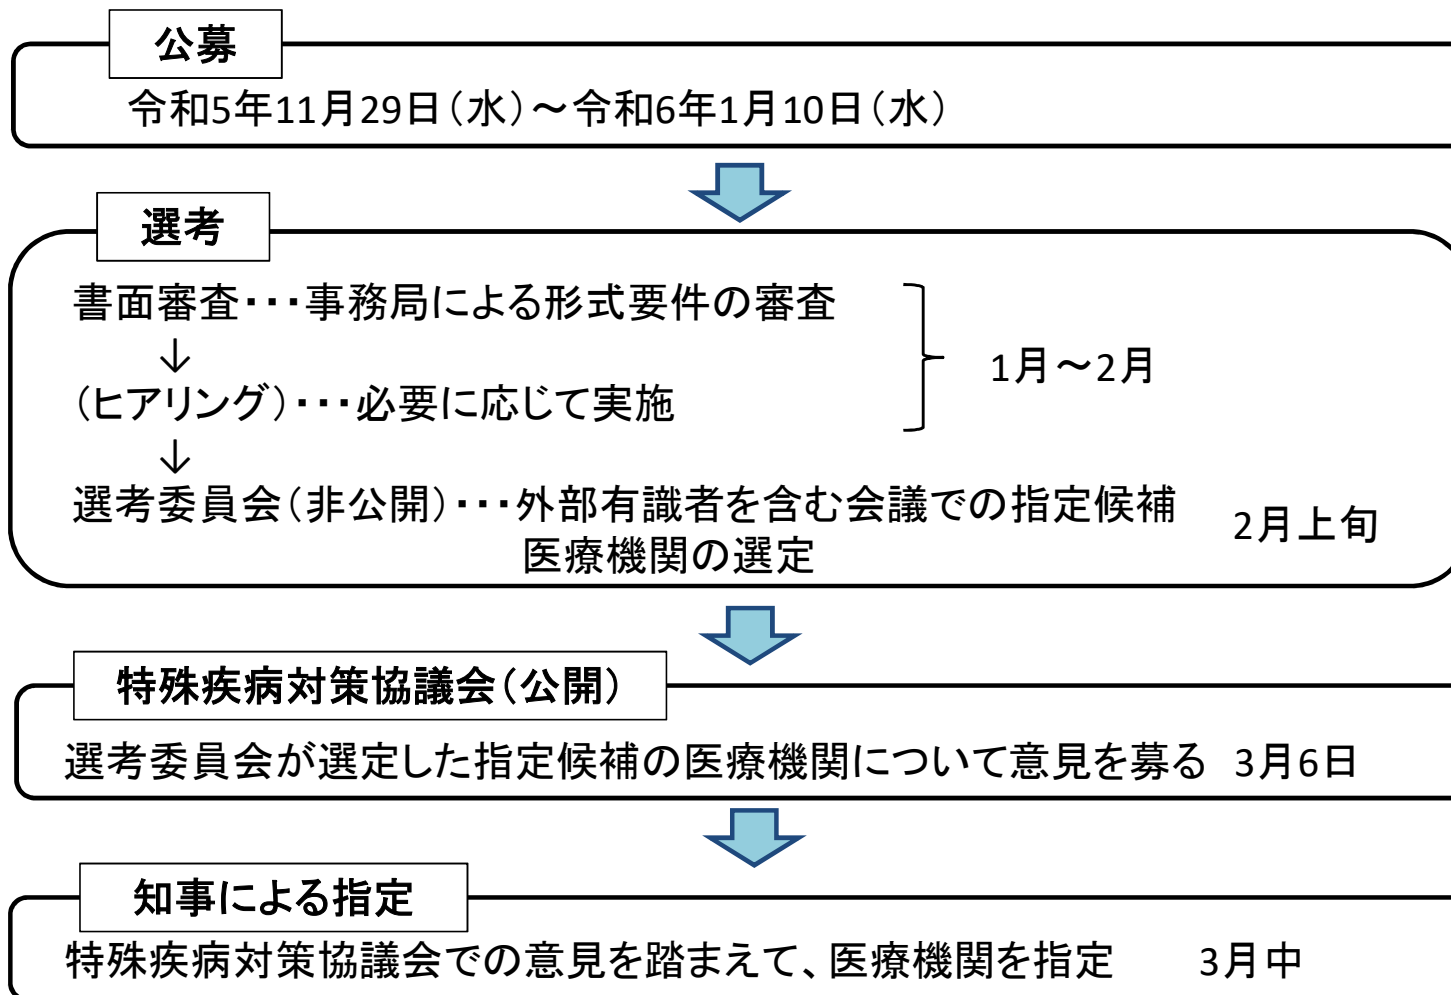 公募
令和5年11月29日（水）～令和6年1月10日（水）
選考
書面審査・・・事務局による形式要件の審査
↓
（ヒアリング）・・・必要に応じて実施
1月～2月
↓
選考委員会（非公開）・・・外部有識者を含む会議での指定候補
医療機関の選定
2月上旬
特殊疾病対策協議会（公開）
選考委員会が選定した指定候補の医療機関について意見を募る 3月6日
知事による指定
特殊疾病対策協議会での意見を踏まえて、医療機関を指定 3月中